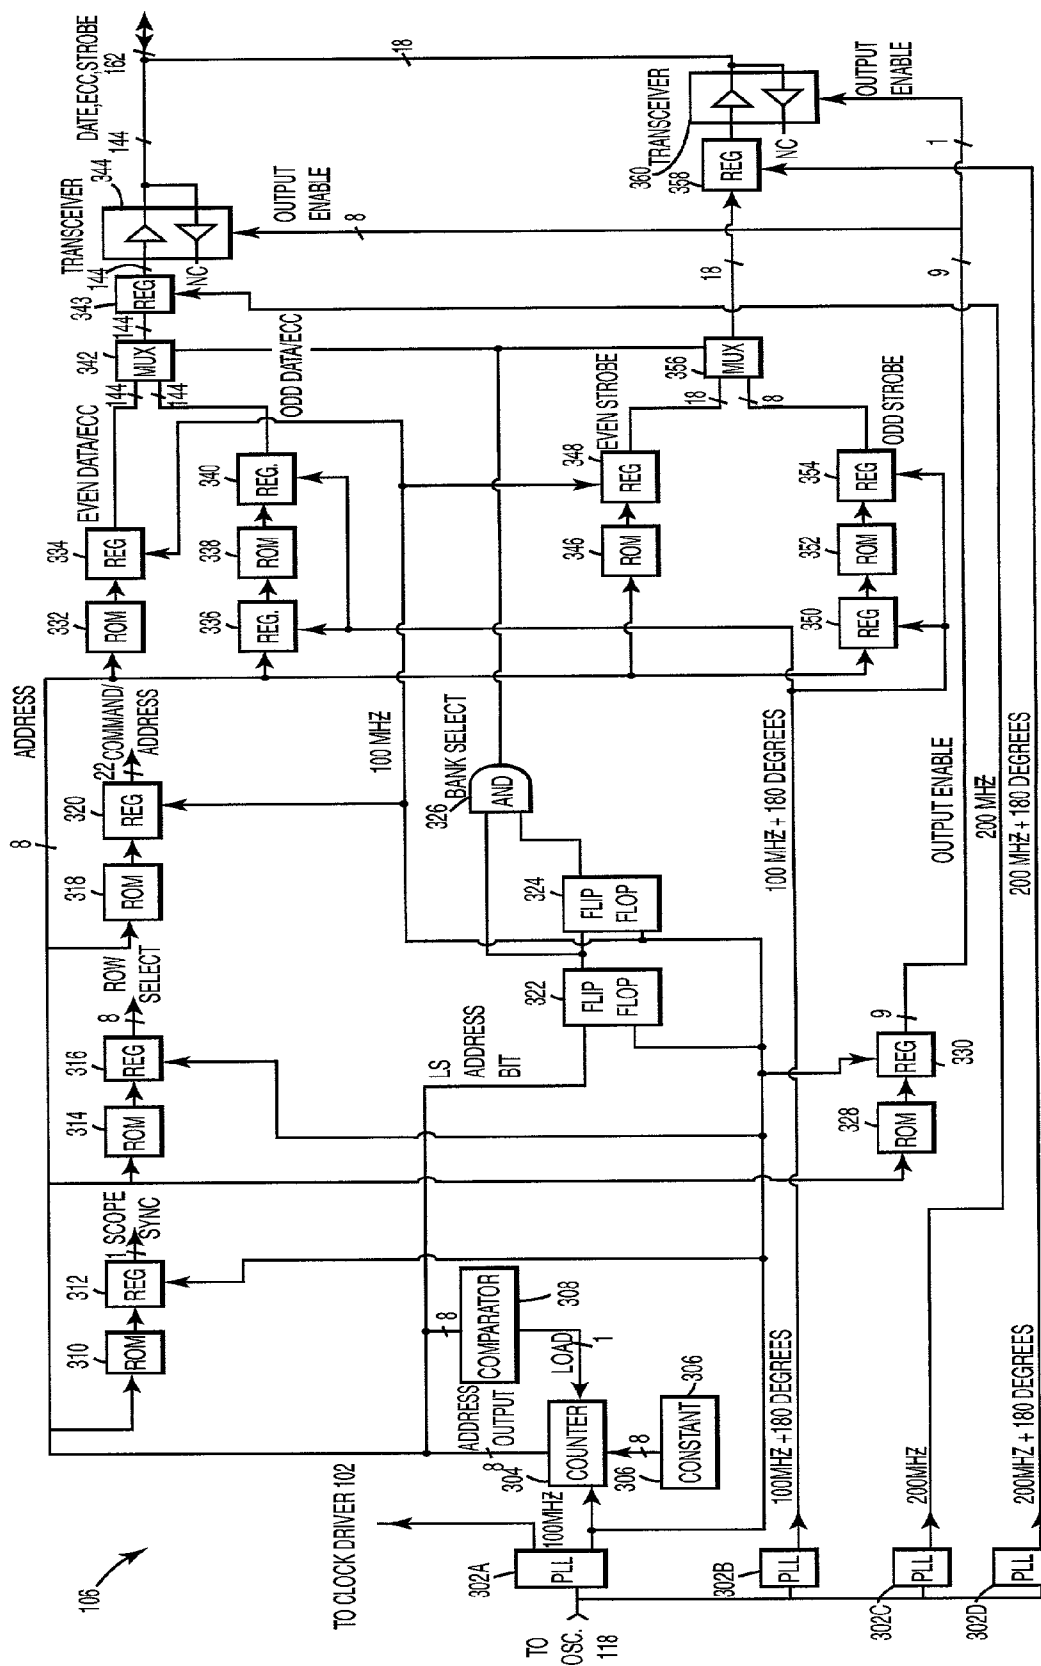 106
TO CLOCK DRIVER 102
TO
OSC.
118
302A
PLL
100MHZ
302B
PLL
100MHZ +180 DEGREES
302C
PLL
200MHZ
302D
PLL
200MHZ + 180 DEGREES
304
COUNTER
8
ADDRESS
OUTPUT
LOAD
1
306
8
CONSTANT
306
8
COMPARATOR
308
310
ROM
312
REG
1
SCOPE
SYNC
314
ROM
316
REG
8
ROW
SELECT
318
ROM
320
REG
22
COMMAND/
ADDRESS
8
ADDRESS
LS
ADDRESS
BIT
322
FLIP
FLOP
324
FLIP
FLOP
326
AND
BANK SELECT
100 MHZ
328
ROM
330
REG
9
OUTPUT ENABLE
100 MHZ + 180 DEGREES
200 MHZ
200 MHZ + 180 DEGREES
332
ROM
334
REG
EVEN DATA/ECC
336
REG.
338
ROM
340
REG.
ODD DATA/ECC
144
144
342
MUX
144
343
REG
144
TRANSCEIVER
344
NC
OUTPUT
ENABLE
8
144
DATE,ECC,STROBE
162
18
346
ROM
348
REG
EVEN STROBE
350
REG
352
ROM
354
REG
ODD STROBE
18
8
356
MUX
18
358
REG
360
TRANSCEIVER
NC
OUTPUT
ENABLE
9
1